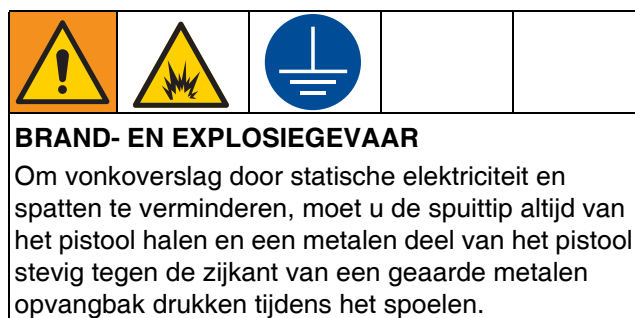 BRAND- EN EXPLOSIEGEVAAR
Om vonkoverslag door statische elektriciteit en
spatten te verminderen, moet u de spuittip altijd van
het pistool halen en een metalen deel van het pistool
stevig tegen de zijkant van een geaarde metalen
opvangbak drukken tijdens het spoelen.